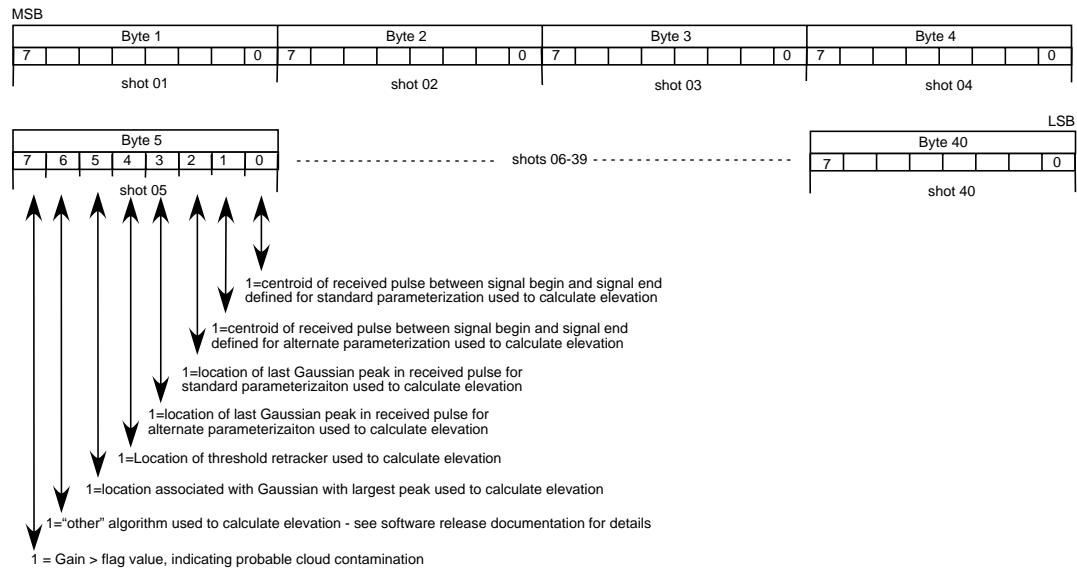 MSB
Byte 1 Byte 2 Byte 3 Byte 4
7 0 7 0 7 0 7 0
shot 01 shot 02 shot 03 shot 04
LSB
Byte 5 Byte 40
7 6 5 4 3 2 1 0 shots 06-39 7 0
shot 05 shot 40
1=centroid of received pulse between signal begin and signal end
defined for standard parameterization used to calculate elevation
1=centroid of received pulse between signal begin and signal end
defined for alternate parameterization used to calculate elevation
1=location of last Gaussian peak in received pulse for
standard parameterizaiton used to calculate elevation
1=location of last Gaussian peak in received pulse for
alternate parameterizaiton used to calculate elevation
1=Location of threshold retracker used to calculate elevation
1=location associated with Gaussian with largest peak used to calculate elevation
1=“other” algorithm used to calculate elevation - see software release documentation for details
1 = Gain > flag value, indicating probable cloud contamination